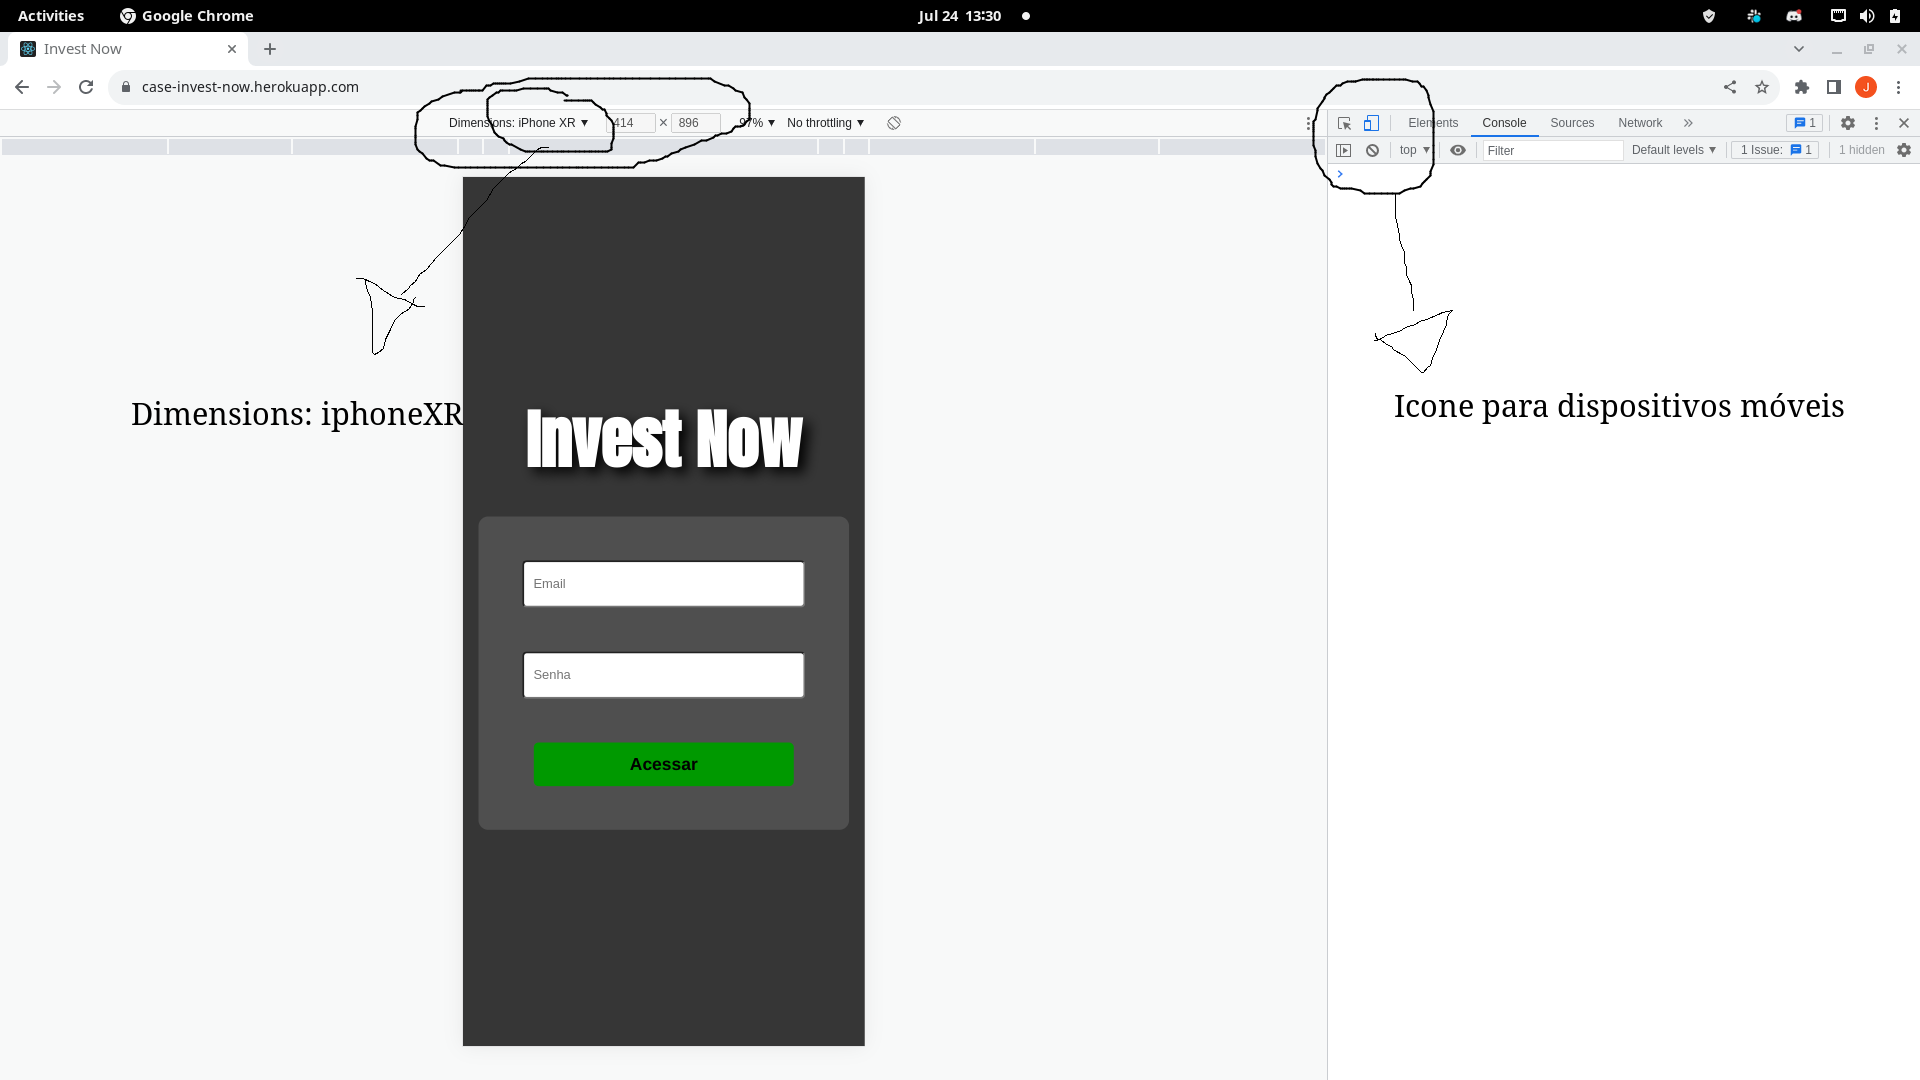 Activities Google Chrome Jul 24 13:30
Invest Now
case-invest-now.herokuapp.com
Dimensions: iPhone XR 414 × 896 97% No throttling
Elements Console Sources Network 1
top Filter Default levels 1 Issue: 1 1 hidden
Dimensions: iphoneXR
Icone para dispositivos móveis
Invest Now
Email
Senha
Acessar
J